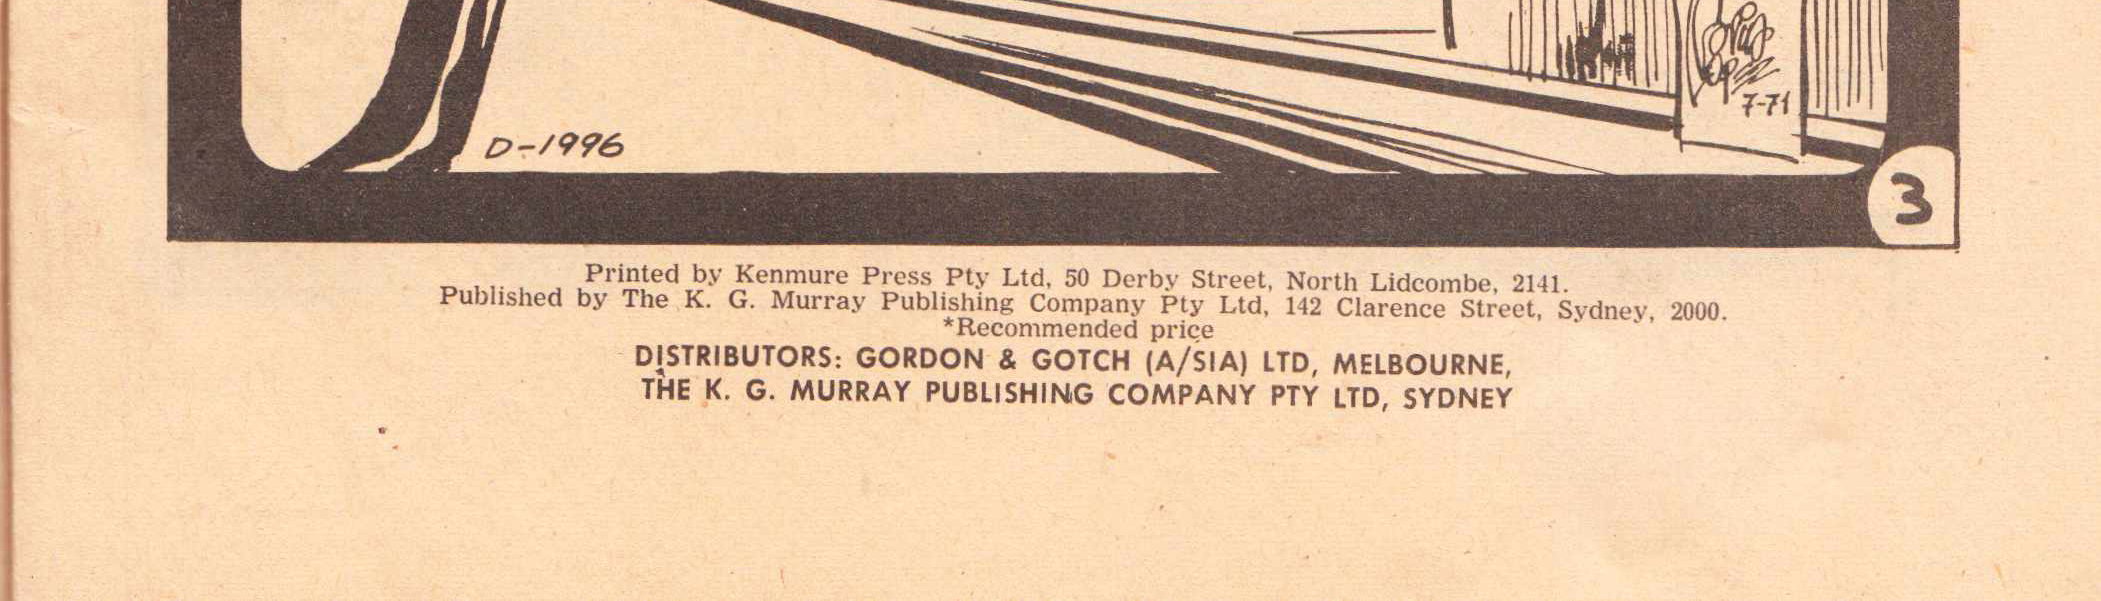 7-71
D-1996
3
Printed by Kenmure Press Pty Ltd, 50 Derby Street, North Lidcombe, 2141.
Published by The K. G. Murray Publishing Company Pty Ltd, 142 Clarence Street, Sydney, 2000.
*Recommended price
DISTRIBUTORS: GORDON & GOTCH (A/SIA) LTD, MELBOURNE,
THE K. G. MURRAY PUBLISHING COMPANY PTY LTD, SYDNEY